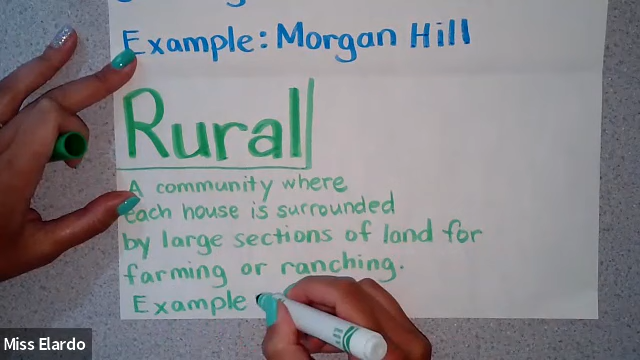 Example: Morgan Hill
Rural
A community where
each house is surrounded
by large sections of land for
farming or ranching.
Example
Miss Elardo